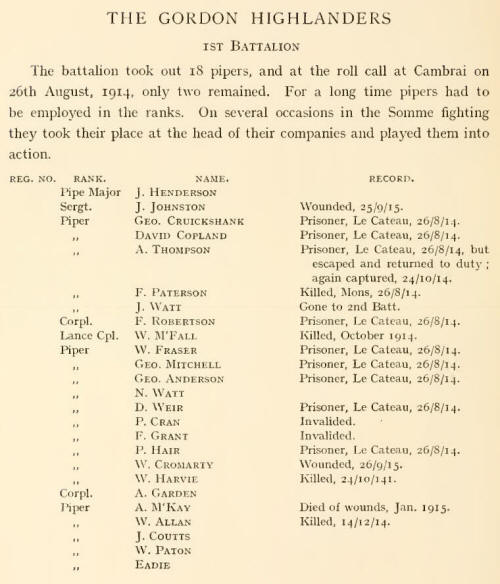 THE GORDON HIGHLANDERS
1ST BATTALION
The battalion took out 18 pipers, and at the roll call at Cambrai on
26th August, 1914, only two remained. For a long time pipers had to
be employed in the ranks. On several occasions in the Somme fighting
they took their place at the head of their companies and played them into
action.
REG. NO. RANK. NAME. RECORD.
Pipe Major J. HENDERSON
Sergt. J. JOHNSTON Wounded, 25/9/15.
Piper GEO. CRUICKSHANK Prisoner, Le Cateau, 26/8/14.
,, DAVID COPLAND Prisoner, Le Cateau, 26/8/14.
,, A. THOMPSON Prisoner, Le Cateau, 26/8/14, but
escaped and returned to duty ;
again captured, 24/10/14.
,, F. PATERSON Killed, Mons, 26/8/14.
,, J. WATT Gone to 2nd Batt.
Corpl. F. ROBERTSON Prisoner, Le Cateau, 26/8/14.
Lance Cpl. W. M'FALL Killed, October 1914.
Piper W. FRASER Prisoner, Le Cateau, 26/8/14.
,, GEO. MITCHELL Prisoner, Le Cateau, 26/8/14.
,, GEO. ANDERSON Prisoner, Le Cateau, 26/8/14.
,, N. WATT
,, D. WEIR Prisoner, Le Cateau, 26/8/14.
,, P. CRAN Invalided.
,, F. GRANT Invalided.
,, P. HAIR Prisoner, Le Cateau, 26/8/14.
,, W. CROMARTY Wounded, 26/9/15.
,, W. HARVIE Killed, 24/10/141.
Corpl. A. GARDEN
Piper A. M'KAY Died of wounds, Jan. 1915.
,, W. ALLAN Killed, 14/12/14.
,, J. COUTTS
,, W. PATON
,, EADIE